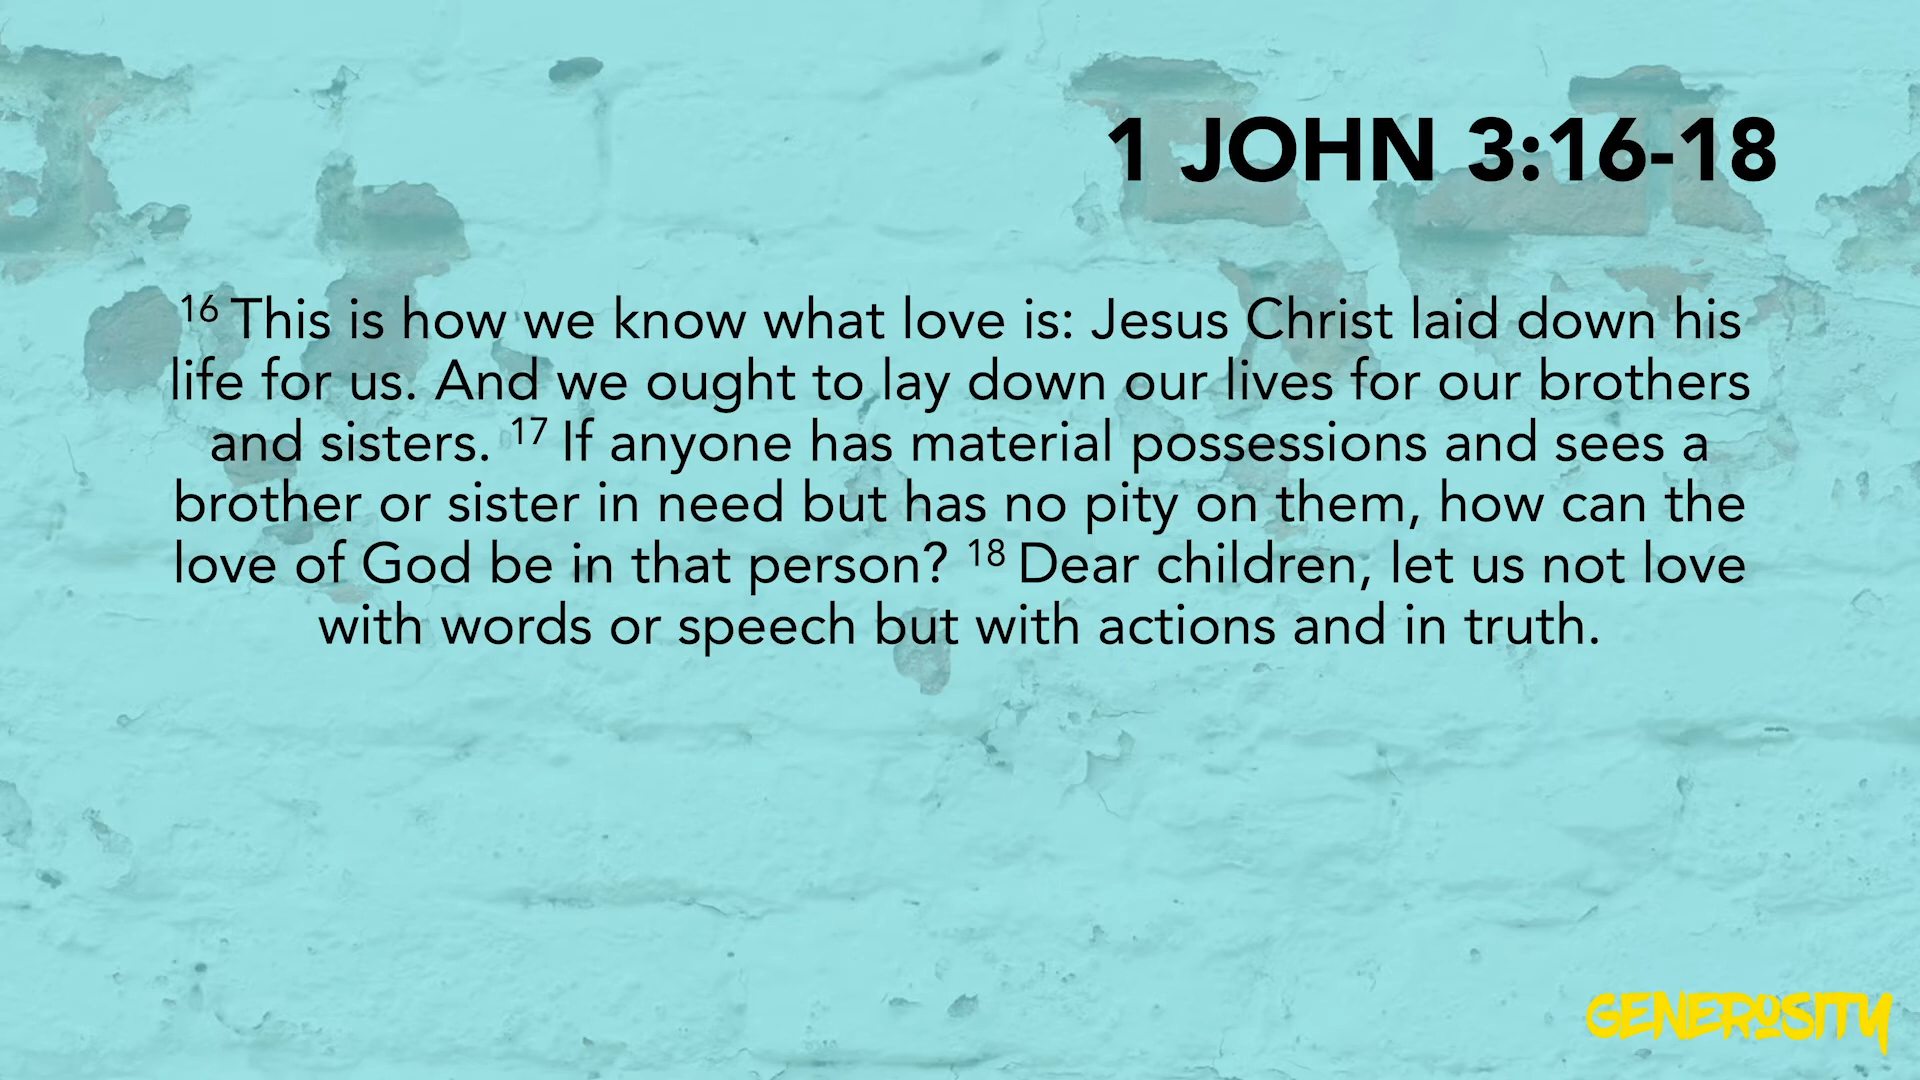 1 JOHN 3:16-18
16 This is how we know what love is: Jesus Christ laid down his
life for us. And we ought to lay down our lives for our brothers
and sisters. 17 If anyone has material possessions and sees a
brother or sister in need but has no pity on them, how can the
love of God be in that person? 18 Dear children, let us not love
with words or speech but with actions and in truth.
GENEROSITY